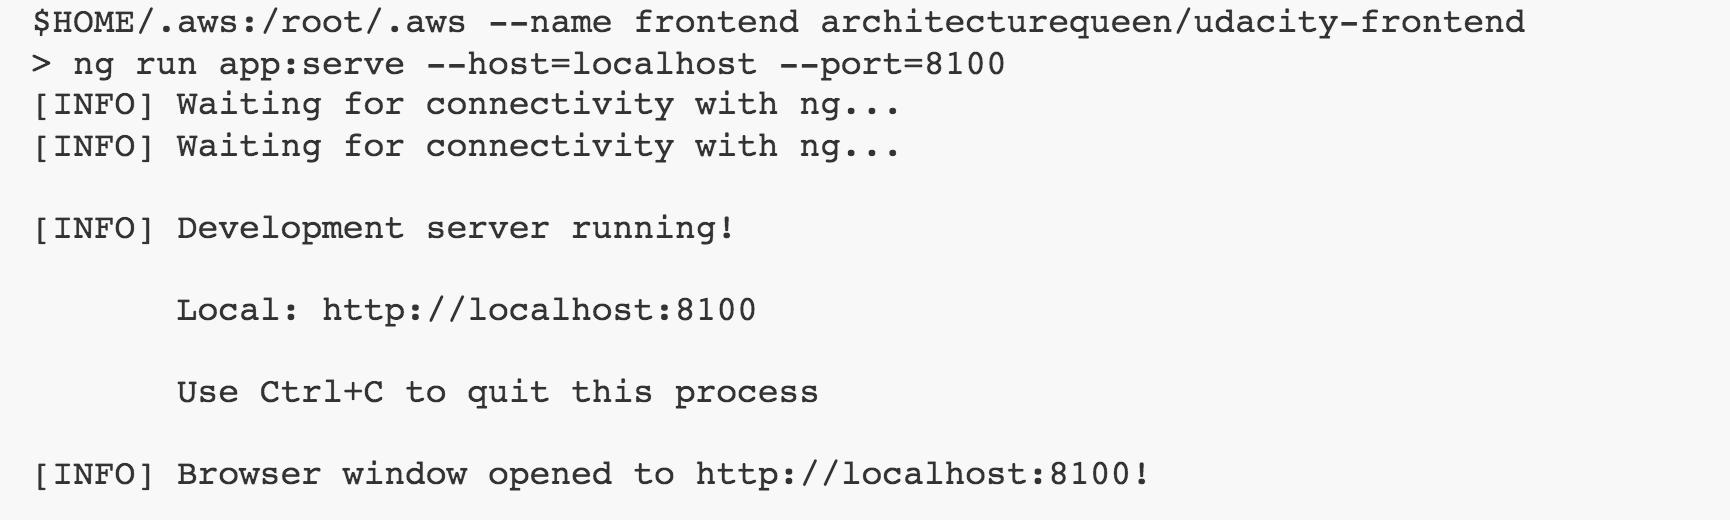 $HOME/.aws:/root/.aws --name frontend architecturequeen/udacity-frontend
> ng run app:serve --host=localhost --port=8100
[INFO] Waiting for connectivity with ng...
[INFO] Waiting for connectivity with ng...
[INFO] Development server running!
Local: http://localhost:8100
Use Ctrl+C to quit this process
[INFO] Browser window opened to http://localhost:8100!